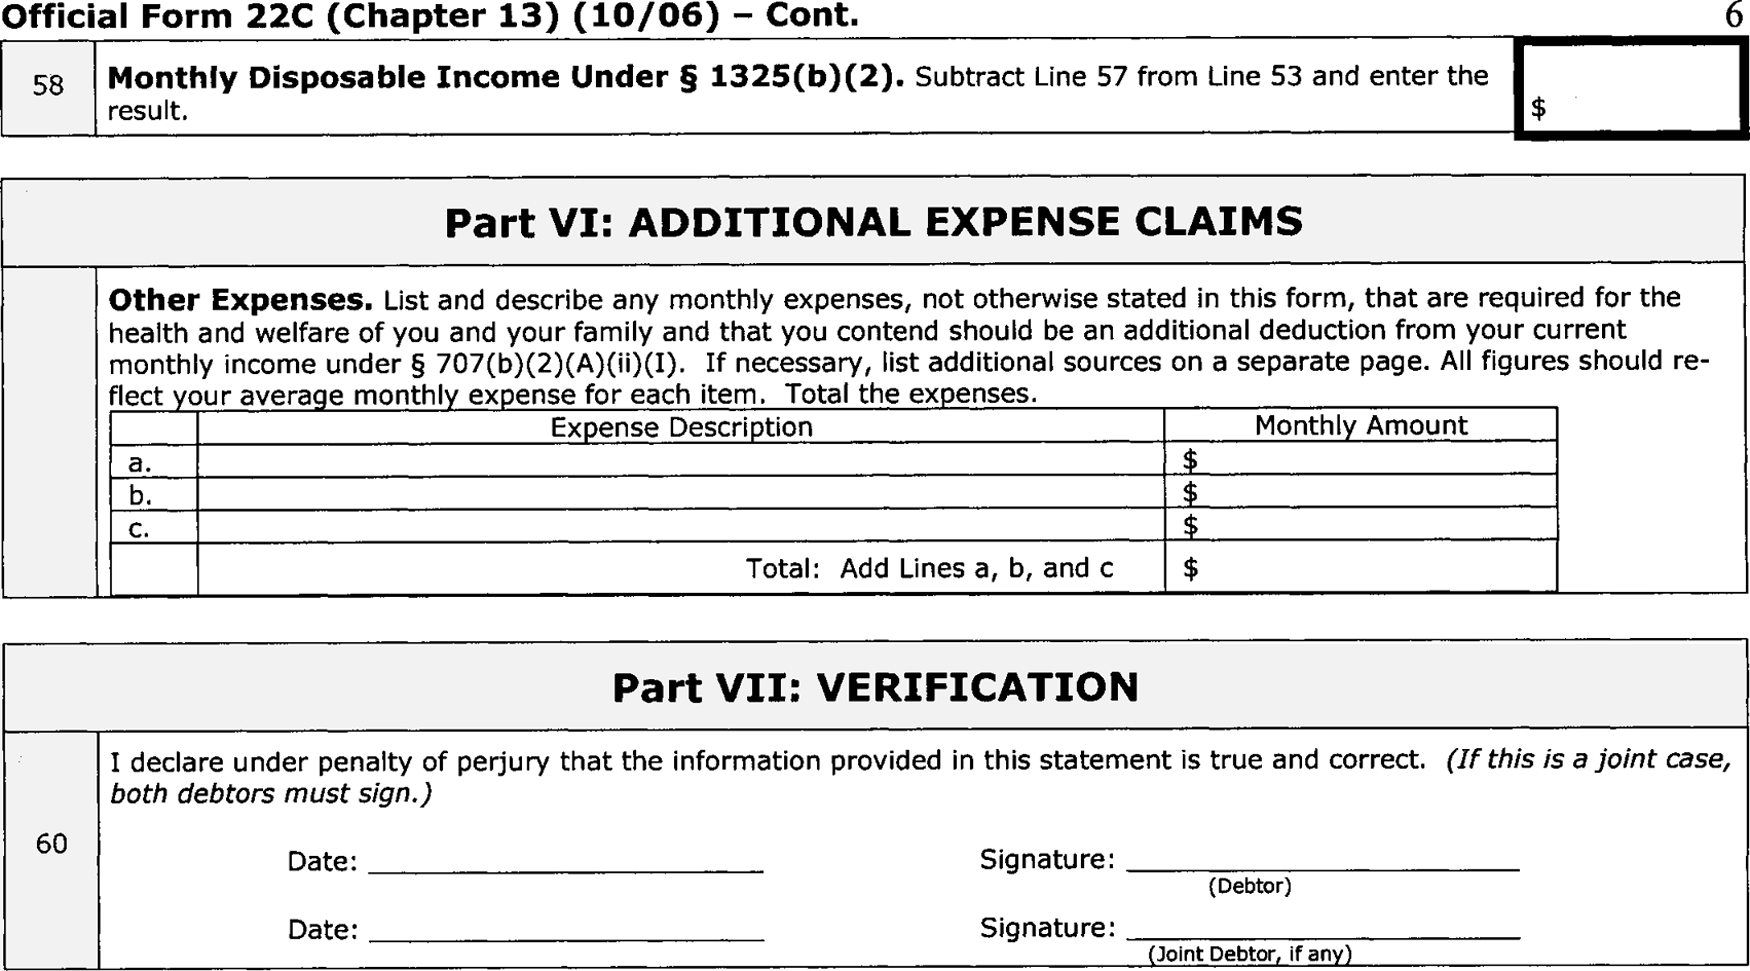 Official Form 22C (Chapter 13) (10/06) – Cont. 6
58 Monthly Disposable Income Under § 1325(b)(2). Subtract Line 57 from Line 53 and enter the
result. $
Part VI: ADDITIONAL EXPENSE CLAIMS
Other Expenses. List and describe any monthly expenses, not otherwise stated in this form, that are required for the
health and welfare of you and your family and that you contend should be an additional deduction from your current
monthly income under § 707(b)(2)(A)(ii)(I). If necessary, list additional sources on a separate page. All figures should re-
flect your average monthly expense for each item. Total the expenses.
Expense Description Monthly Amount
a. $
b. $
c. $
Total: Add Lines a, b, and c $
Part VII: VERIFICATION
I declare under penalty of perjury that the information provided in this statement is true and correct. (If this is a joint case,
both debtors must sign.)
60
Date: Signature:
(Debtor)
Date: Signature:
(Joint Debtor, if any)